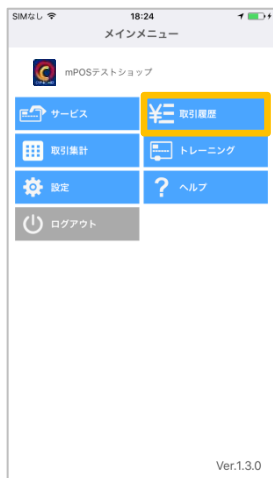 SIMなし 18:24
メインメニュー
mPOSテストショップ
サービス 取引履歴
取引集計 トレーニング
設定 ヘルプ
ログアウト
Ver.1.3.0